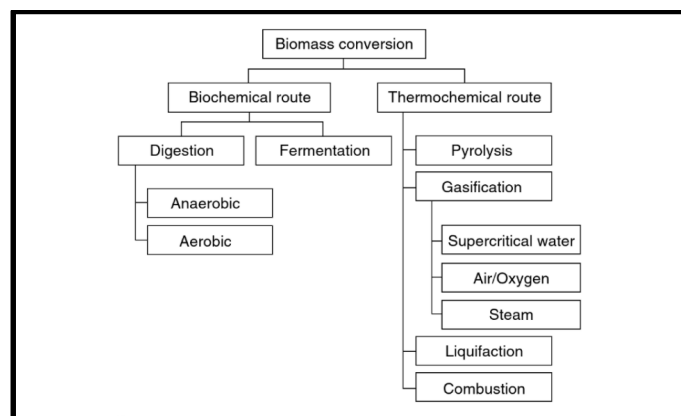 Biomass conversion
Biochemical route
Thermochemical route
Digestion
Fermentation
Pyrolysis
Gasification
Anaerobic
Aerobic
Supercritical water
Air/Oxygen
Steam
Liquifaction
Combustion